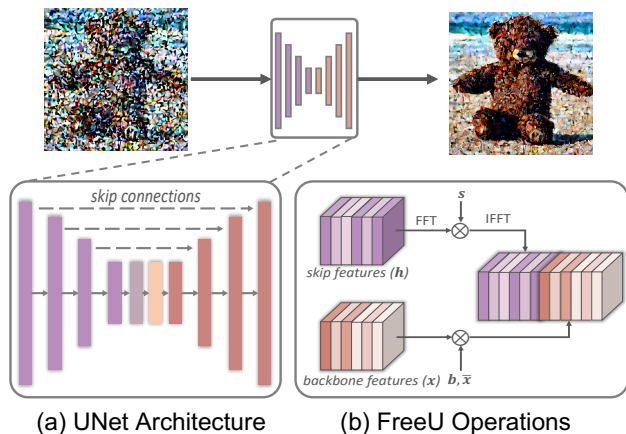 skip connections
(a) UNet Architecture
s
FFT
IFFT
skip features (h)
backbone features (x)
b, x̄
(b) FreeU Operations